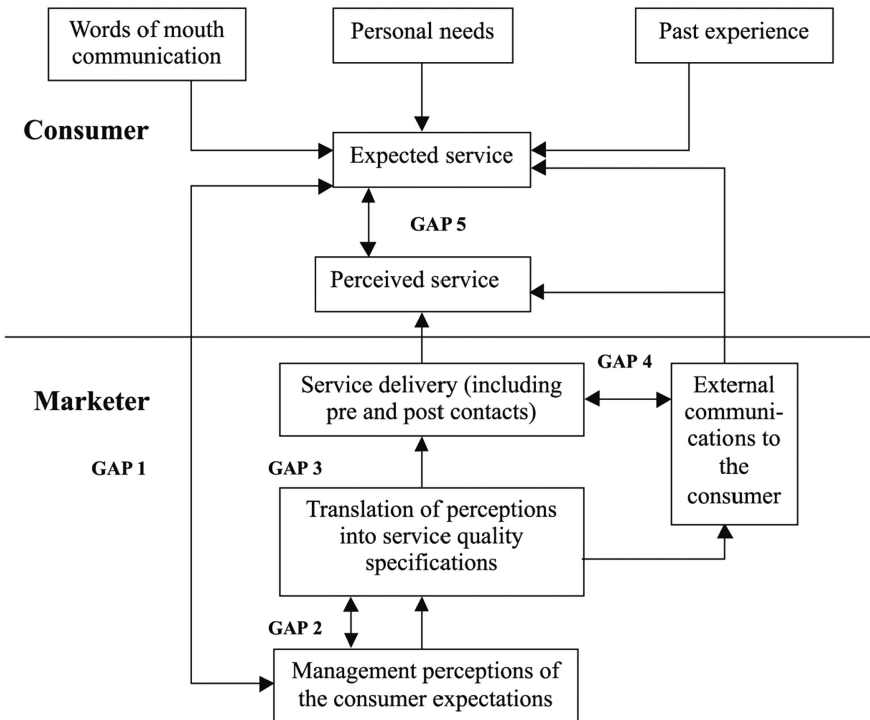 Words of mouth
communication
Personal needs
Past experience
Consumer
Expected service
GAP 5
Perceived service
Marketer
Service delivery (including
pre and post contacts)
GAP 4
External
communi-
cations to
the
consumer
GAP 1
GAP 3
Translation of perceptions
into service quality
specifications
GAP 2
Management perceptions of
the consumer expectations